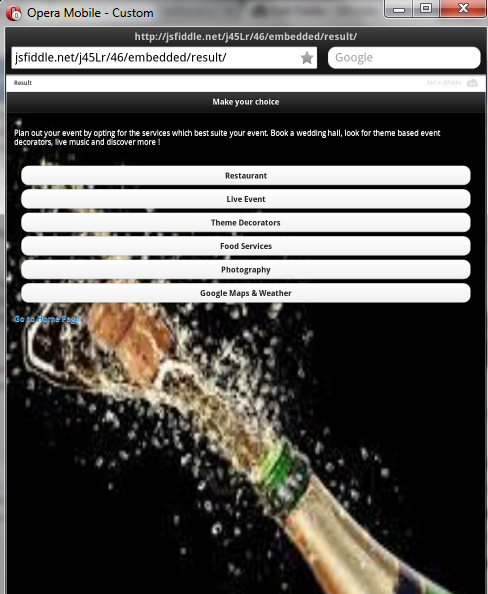 Opera Mobile - Custom
http://jsfiddle.net/j45Lr/46/embedded/result/
jsfiddle.net/j45Lr/46/embedded/result/
Google
Result
Edit in JSFiddle
Make your choice
Plan out your event by opting for the services which best suite your event. Book a wedding hall, look for theme based event
decorators, live music and discover more !
Restaurant
Live Event
Theme Decorators
Food Services
Photography
Google Maps & Weather
Go to Home Page